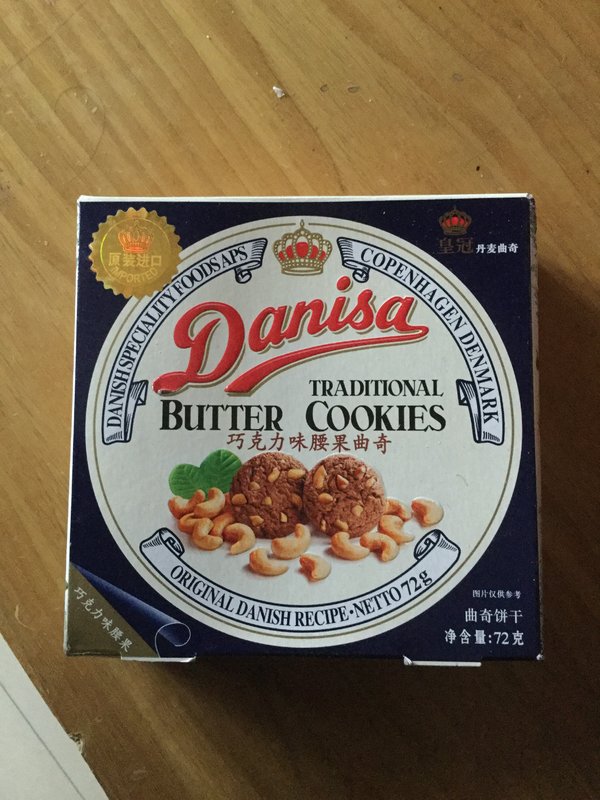 原装进口
IMPORTED
皇冠 丹麦曲奇
DANISH SPECIALITY FOODS APS
COPENHAGEN DENMARK
Danisa
TRADITIONAL
BUTTER COOKIES
巧克力味腰果曲奇
ORIGINAL DANISH RECIPE·NETTO 72g
巧克力味腰果
图片仅供参考
曲奇饼干
净含量:72克